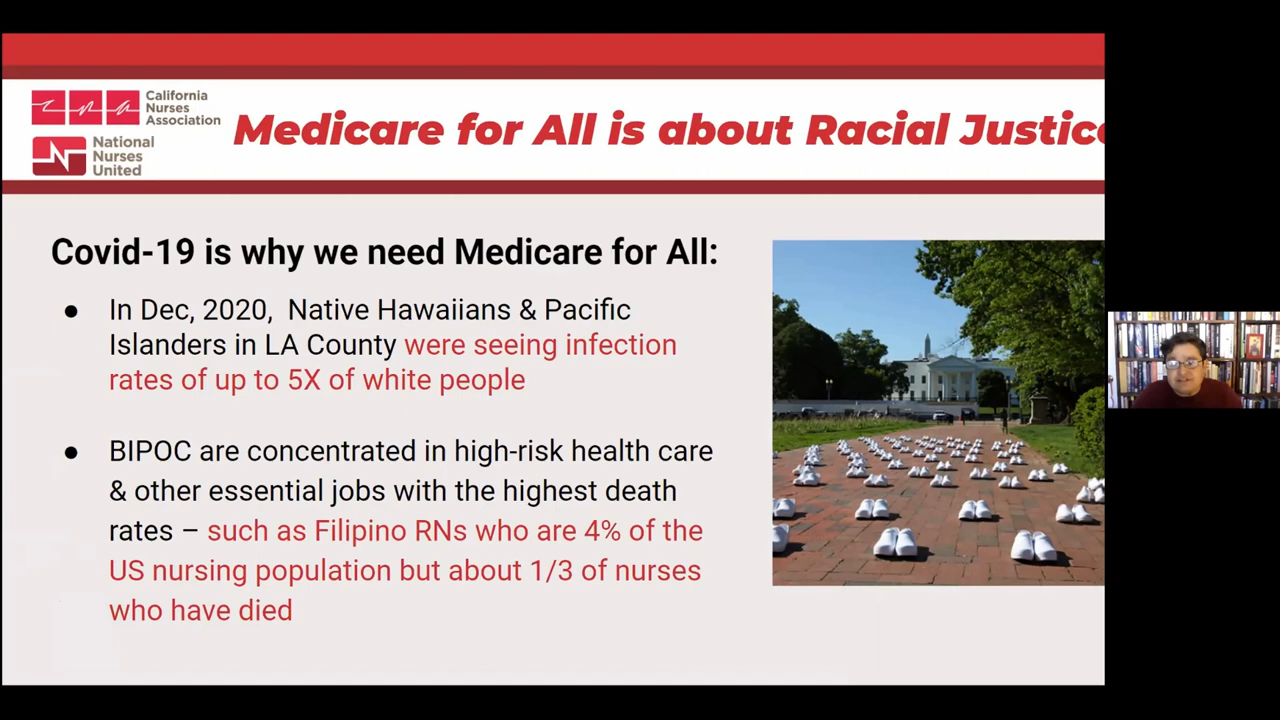 California
Nurses
Association
National
Nurses
United
Medicare for All is about Racial Justice
Covid-19 is why we need Medicare for All:
● In Dec, 2020, Native Hawaiians & Pacific
Islanders in LA County were seeing infection
rates of up to 5X of white people
● BIPOC are concentrated in high-risk health care
& other essential jobs with the highest death
rates – such as Filipino RNs who are 4% of the
US nursing population but about 1/3 of nurses
who have died